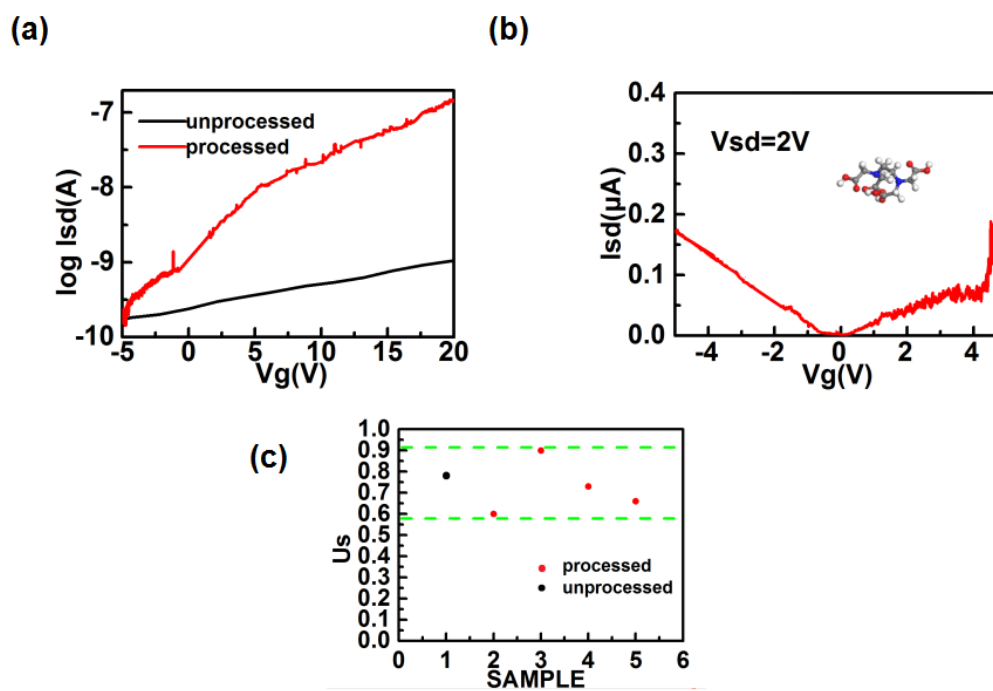 (a)
log Isd(A)
-7
-8
-9
-10
unprocessed
processed
-5 0 5 10 15 20
Vg(V)
(b)
Isd(μA)
0.4
0.3
0.2
0.1
0.0
Vsd=2V
-4 -2 0 2 4
Vg(V)
(c)
Us
1.0
0.9
0.8
0.7
0.6
0.5
0.4
0.3
0.2
0.1
0.0
processed
unprocessed
0 1 2 3 4 5 6
SAMPLE